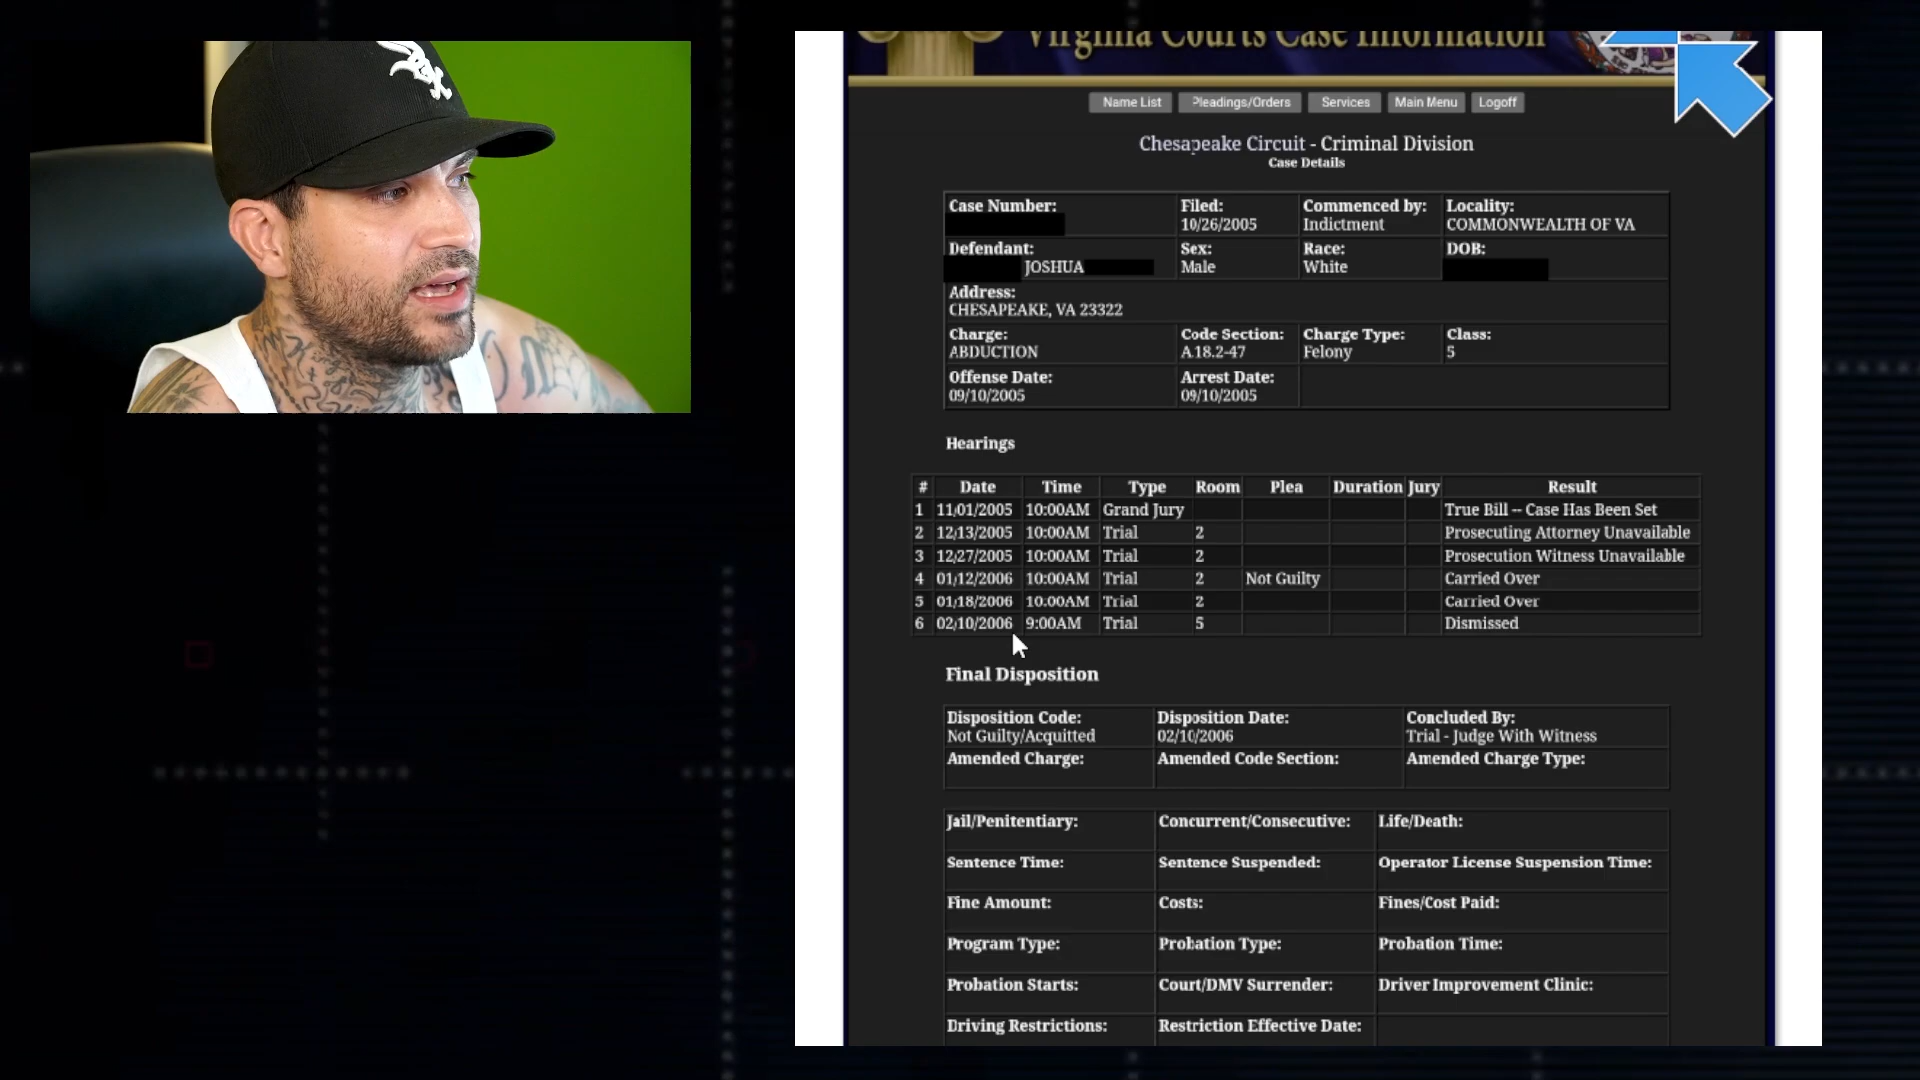 Virginia Courts Case Information
Name List Pleadings/Orders Services Main Menu Logoff
Chesapeake Circuit - Criminal Division
Case Details
Case Number: Filed: Commenced by: Locality:
10/26/2005 Indictment COMMONWEALTH OF VA
Defendant: Sex: Race: DOB:
JOSHUA Male White
Address:
CHESAPEAKE, VA 23322
Charge: Code Section: Charge Type: Class:
ABDUCTION A.18.2-47 Felony 5
Offense Date: Arrest Date:
09/10/2005 09/10/2005
Hearings
# Date Time Type Room Plea Duration Jury Result
1 11/01/2005 10:00AM Grand Jury True Bill -- Case Has Been Set
2 12/13/2005 10:00AM Trial 2 Prosecuting Attorney Unavailable
3 12/27/2005 10:00AM Trial 2 Prosecution Witness Unavailable
4 01/12/2006 10:00AM Trial 2 Not Guilty Carried Over
5 01/18/2006 10:00AM Trial 2 Carried Over
6 02/10/2006 9:00AM Trial 5 Dismissed
Final Disposition
Disposition Code: Disposition Date: Concluded By:
Not Guilty/Acquitted 02/10/2006 Trial - Judge With Witness
Amended Charge: Amended Code Section: Amended Charge Type:
Jail/Penitentiary: Concurrent/Consecutive: Life/Death:
Sentence Time: Sentence Suspended: Operator License Suspension Time:
Fine Amount: Costs: Fines/Cost Paid:
Program Type: Probation Type: Probation Time:
Probation Starts: Court/DMV Surrender: Driver Improvement Clinic:
Driving Restrictions: Restriction Effective Date: